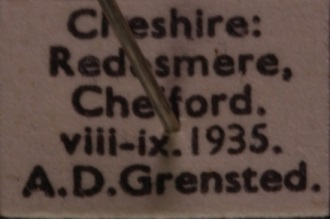 Cheshire:
Redesmere,
Chelford.
viii-ix.1935.
A.D.Grensted.